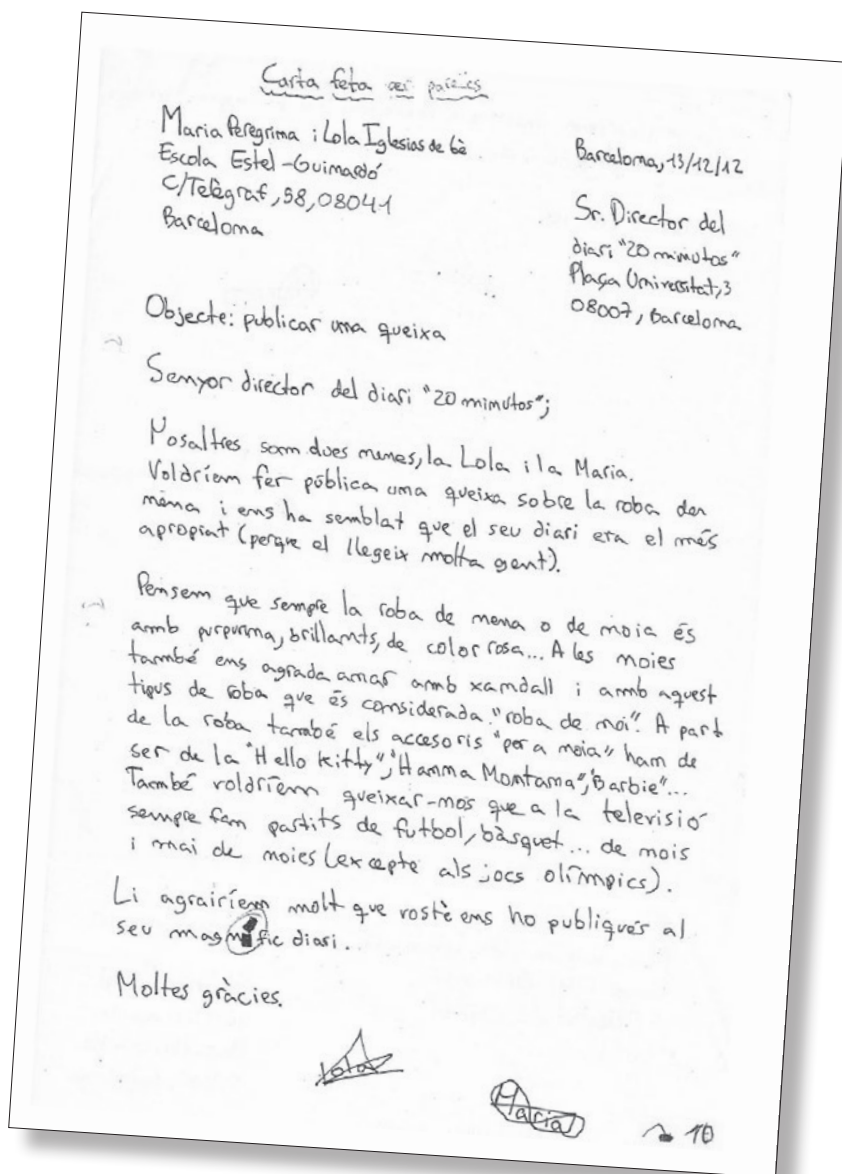 Carta feta per parelles
Maria Peregrina i Lola Iglesias de 6è
Escola Estel-Guinardó
C/Telègraf, 58, 08041
Barcelona
Barcelona, 13/12/12
Sr. Director del
diari "20 minutos"
Plaça Universitat, 3
08007, Barcelona
Objecte: publicar una queixa
Senyor director del diari "20 minutos";
Nosaltres som dues nenes, la Lola i la Maria.
Voldríem fer pública una queixa sobre la roba den
nena i ens ha semblat que el seu diari era el més
apropiat (perque el llegeix molta gent).
Pensem que sempre la roba de nena o de noia és
amb purpurina, brillants, de color rosa... A les noies
també ens agrada anar amb xandall i amb aquest
tipus de roba que és considerada "roba de noi". A part
de la roba també els accesoris "per a noia" han de
ser de la "Hello Kitty", "Hanna Montana", "Barbie"...
També voldríem queixar-nos que a la televisió
sempre fan partits de futbol, bàsquet... de nois
i mai de noies (excepte als jocs olímpics).
Li agrairíem molt que vostè ens ho publiqués al
seu magnífic diari.
Moltes gràcies.
Lola
Maria
10